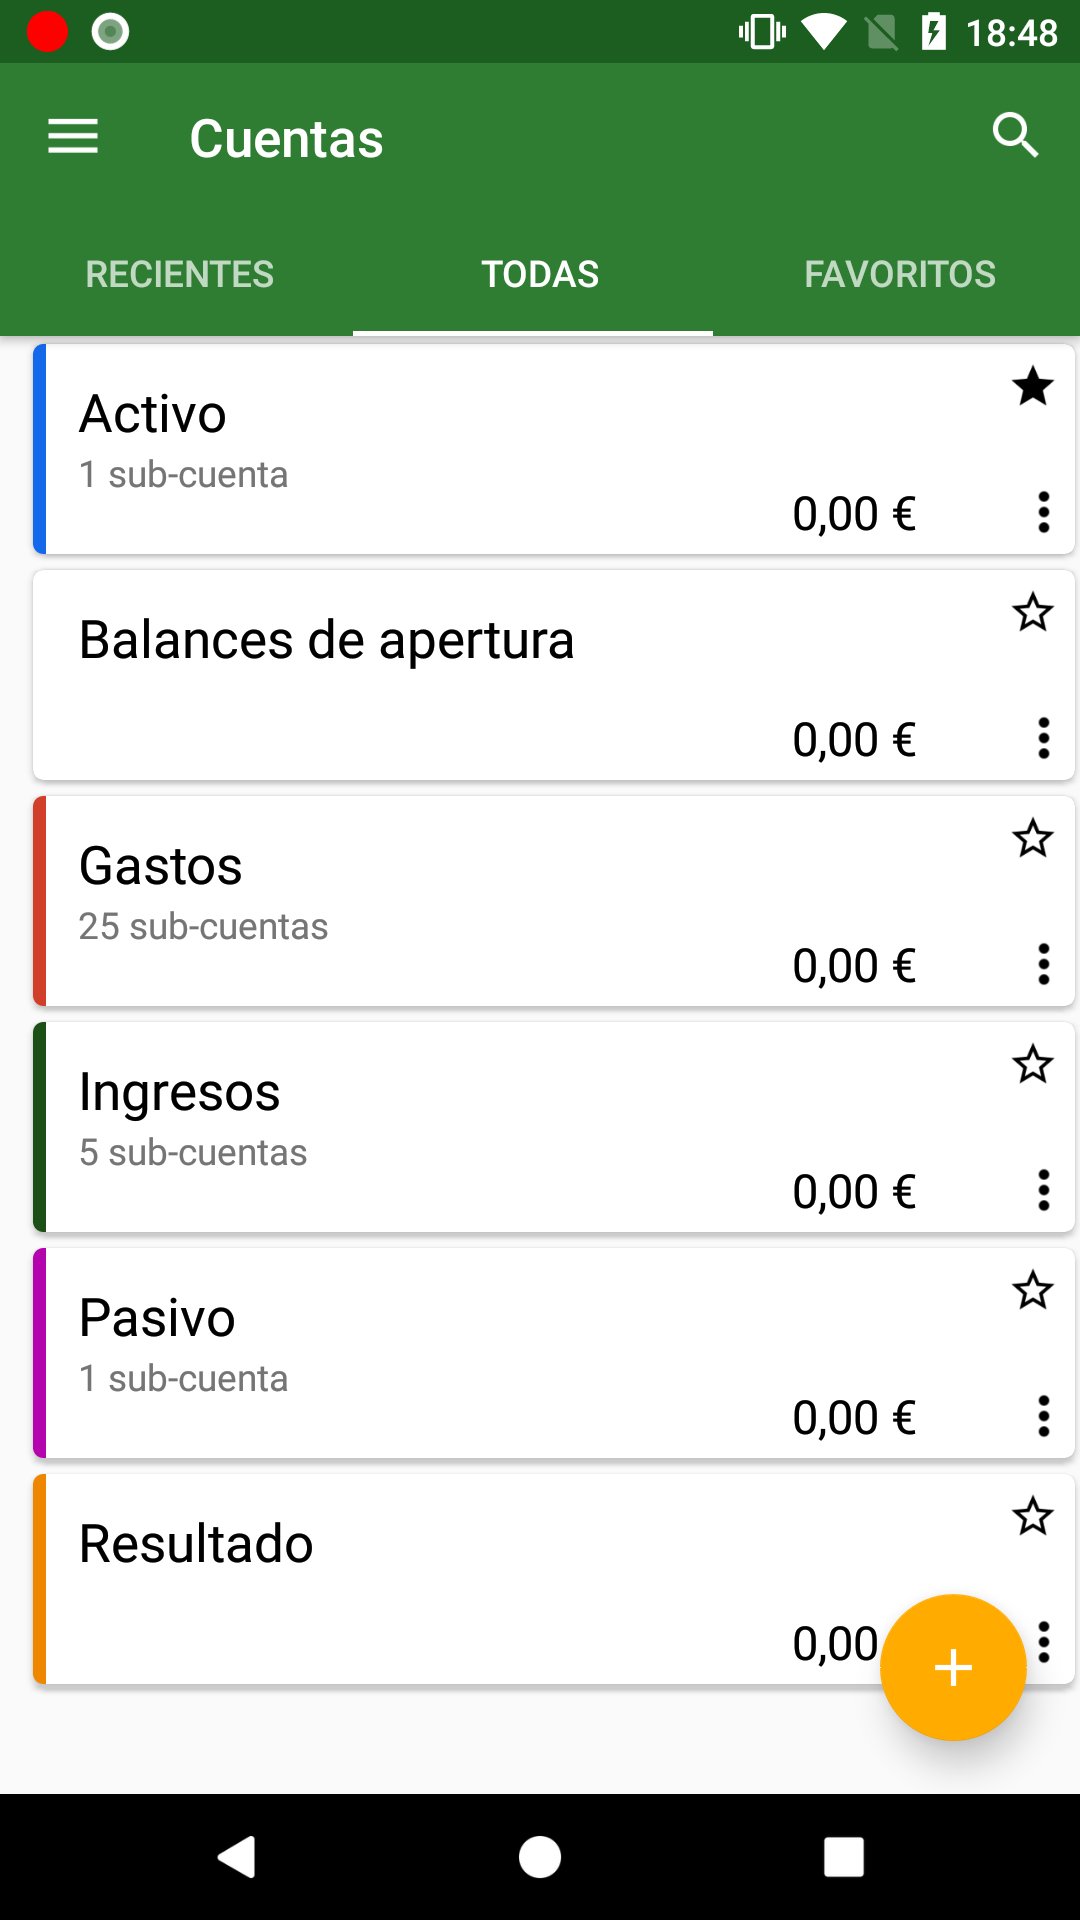 18:48
Cuentas
RECIENTES TODAS FAVORITOS
Activo
1 sub-cuenta
0,00 €
Balances de apertura
0,00 €
Gastos
25 sub-cuentas
0,00 €
Ingresos
5 sub-cuentas
0,00 €
Pasivo
1 sub-cuenta
0,00 €
Resultado
0,00